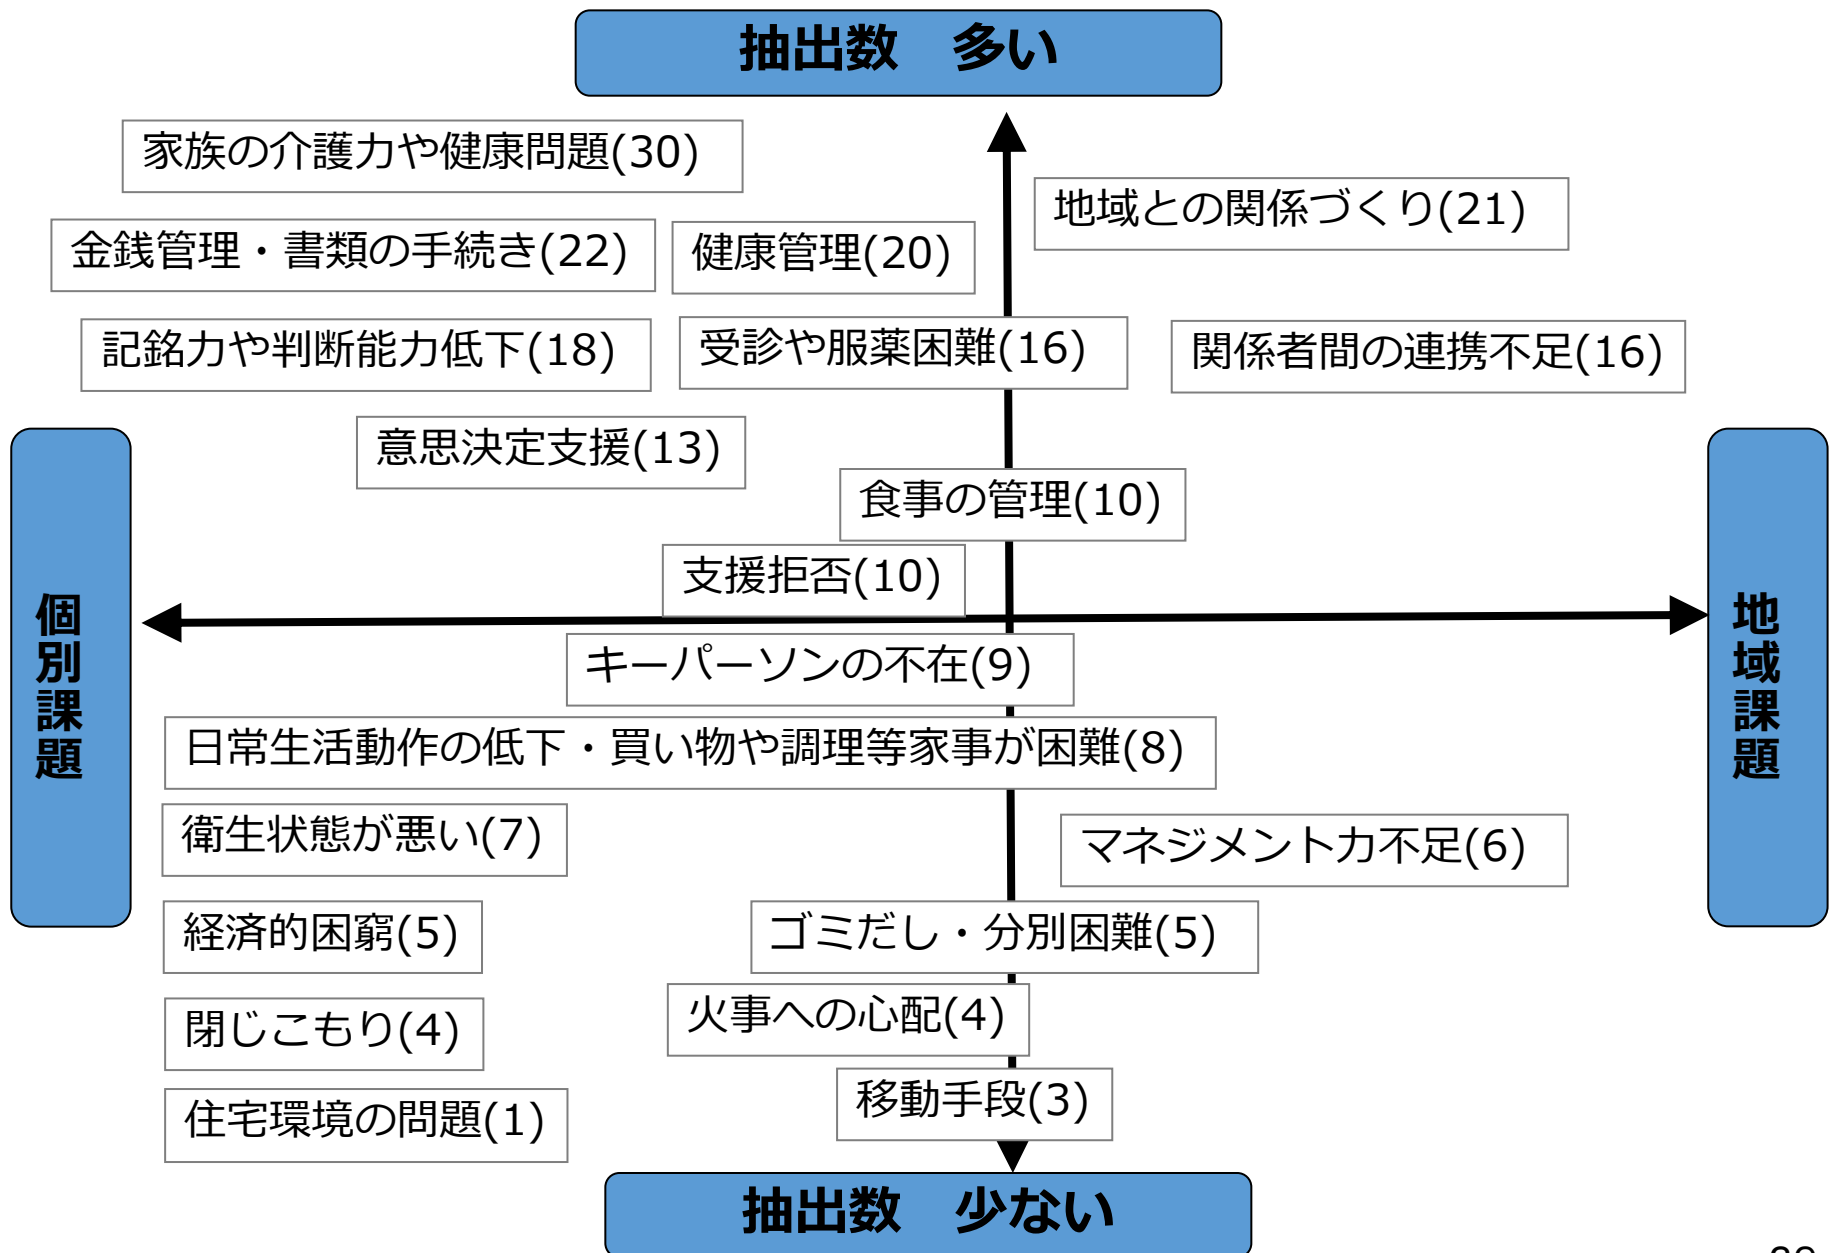 抽出数　多い
家族の介護力や健康問題(30)
地域との関係づくり(21)
金銭管理・書類の手続き(22)
健康管理(20)
記銘力や判断能力低下(18)
受診や服薬困難(16)
関係者間の連携不足(16)
意思決定支援(13)
食事の管理(10)
支援拒否(10)
個別課題
地域課題
キーパーソンの不在(9)
日常生活動作の低下・買い物や調理等家事が困難(8)
衛生状態が悪い(7)
マネジメント力不足(6)
経済的困窮(5)
ゴミだし・分別困難(5)
火事への心配(4)
閉じこもり(4)
移動手段(3)
住宅環境の問題(1)
抽出数　少ない